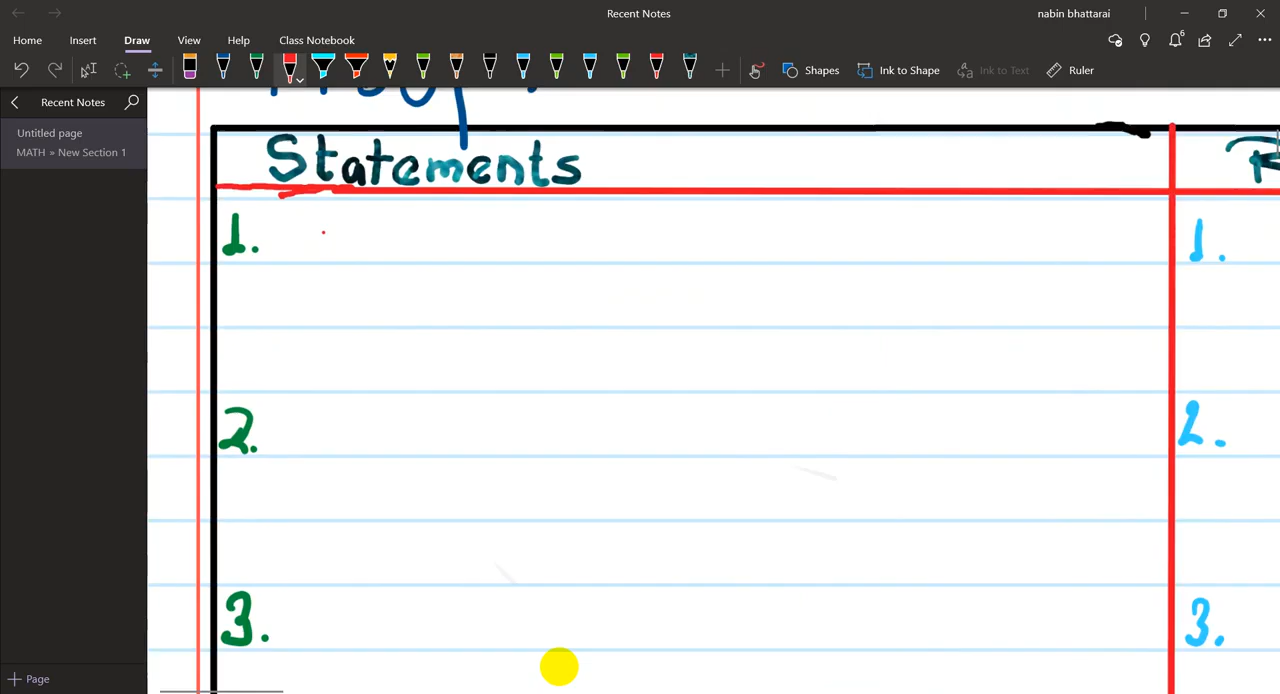 Recent Notes
nabin bhattarai
Home Insert Draw View Help Class Notebook
6
Shapes Ink to Shape Ink to Text Ruler
Recent Notes
Untitled page
MATH » New Section 1
Statements
1. 1.
2. 2.
3. 3.
Page